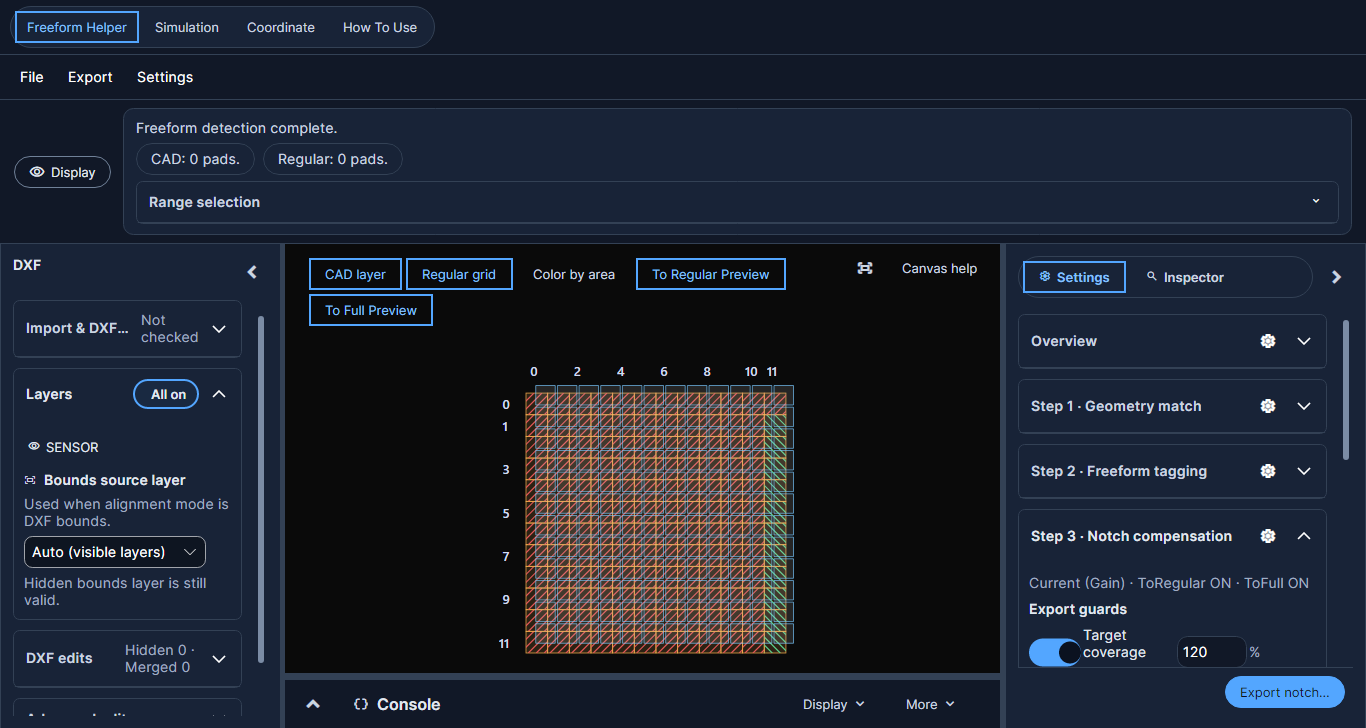 Freeform Helper
Simulation
Coordinate
How To Use
File
Export
Settings
Display
Freeform detection complete.
CAD: 0 pads.
Regular: 0 pads.
Range selection
DXF
Import & DXF...
Not
checked
Layers
All on
SENSOR
Bounds source layer
Used when alignment mode is
DXF bounds.
Auto (visible layers)
Hidden bounds layer is still
valid.
DXF edits
Hidden 0 ·
Merged 0
CAD layer
Regular grid
Color by area
To Regular Preview
To Full Preview
Canvas help
0 2 4 6 8 10 11
0
1
3
5
7
9
11
Console
Display
More
Settings
Inspector
Overview
Step 1 · Geometry match
Step 2 · Freeform tagging
Step 3 · Notch compensation
Current (Gain) · ToRegular ON · ToFull ON
Export guards
Target
coverage
120
%
Export notch...